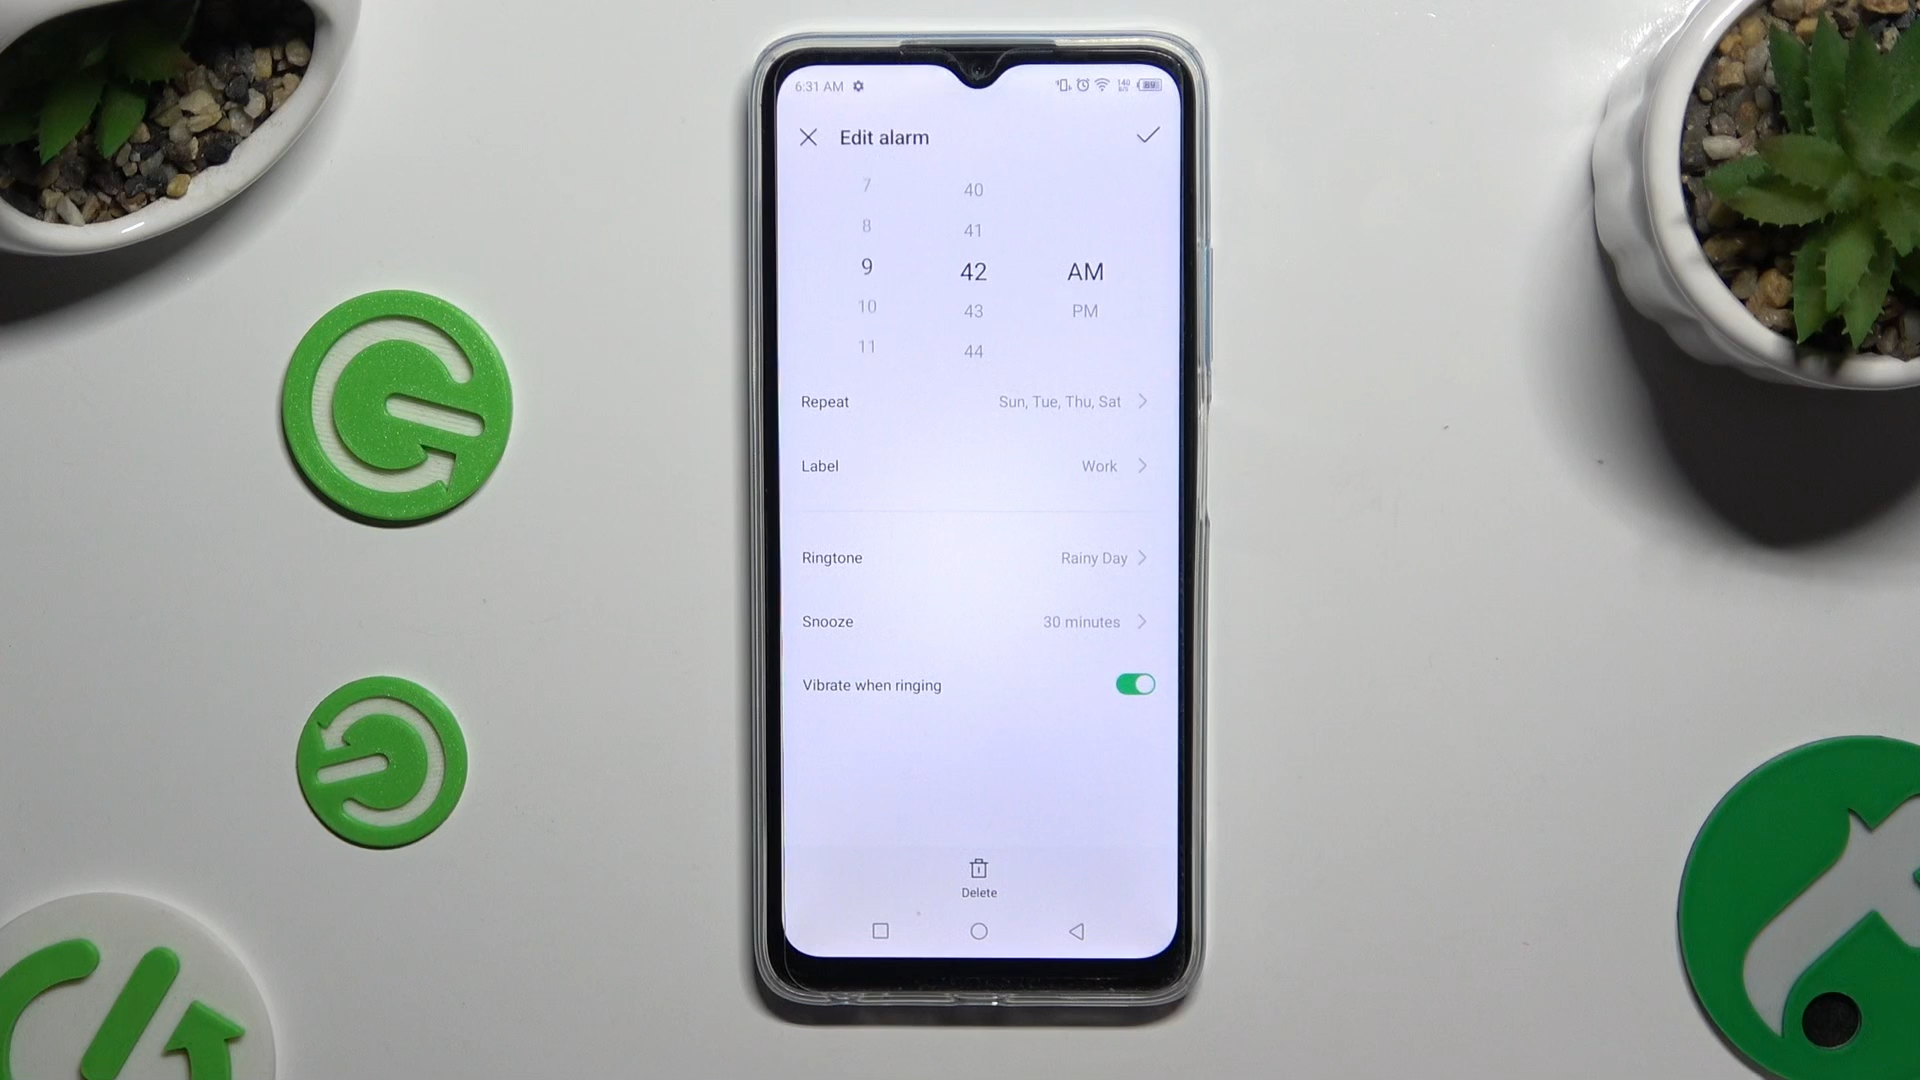 6:31 AM
Edit alarm
7 40
8 41
9 42 AM
10 43 PM
11 44
Repeat Sun, Tue, Thu, Sat
Label Work
Ringtone Rainy Day
Snooze 30 minutes
Vibrate when ringing
Delete